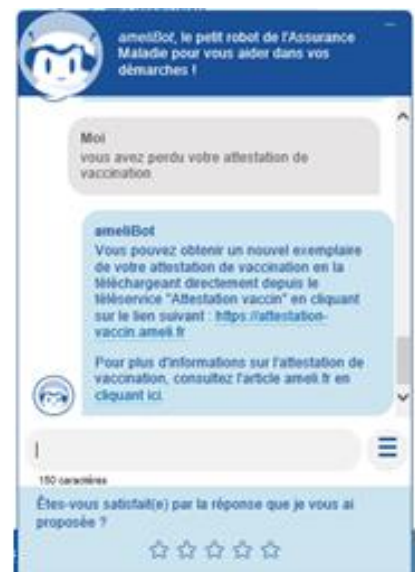 ameliBot, le petit robot de l'Assurance
Maladie pour vous aider dans vos
démarches !
Moi
vous avez perdu votre attestation de
vaccination
ameliBot
Vous pouvez obtenir un nouvel exemplaire
de votre attestation de vaccination en la
téléchargeant directement depuis le
téléservice "Attestation vaccin" en cliquant
sur le lien suivant : https://attestation-
vaccin.ameli.fr
Pour plus d'informations sur l'attestation de
vaccination, consultez l'article ameli.fr en
cliquant ici.
150 caractères
Êtes-vous satisfait(e) par la réponse que je vous ai
proposée ?